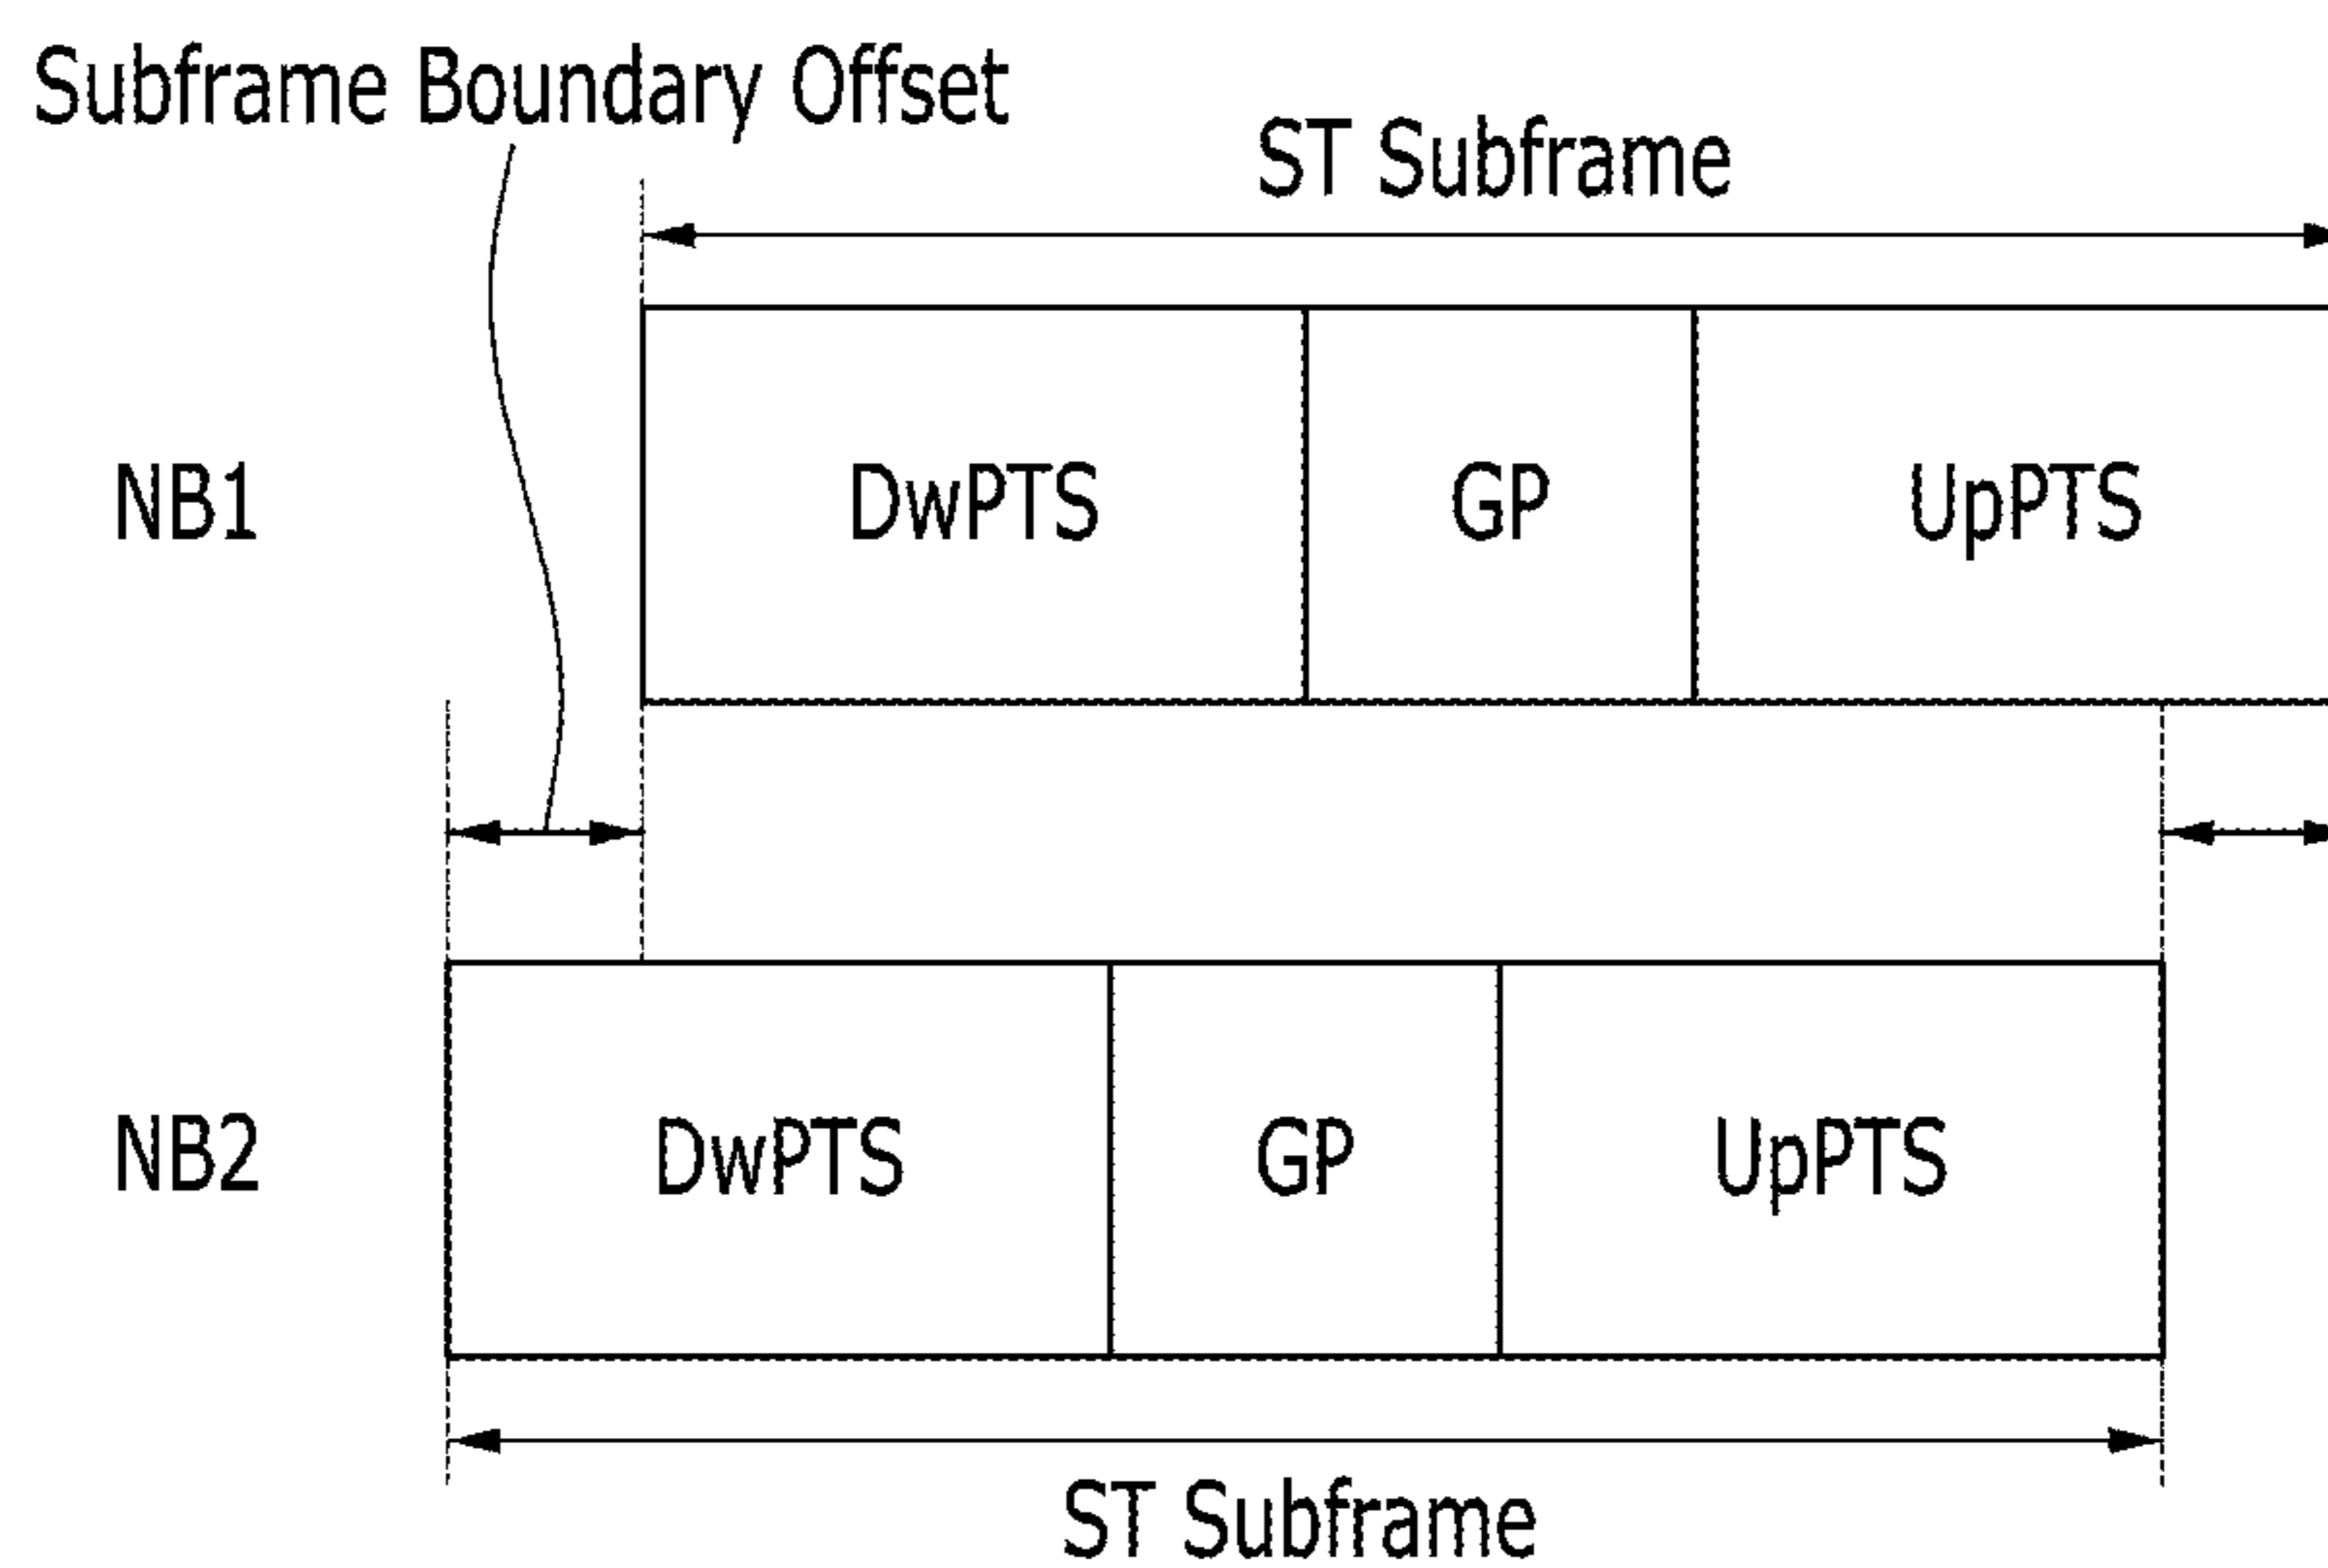 Subframe Boundary Offset
ST Subframe
NB1
DwPTS
GP
UpPTS
NB2
DwPTS
GP
UpPTS
ST Subframe